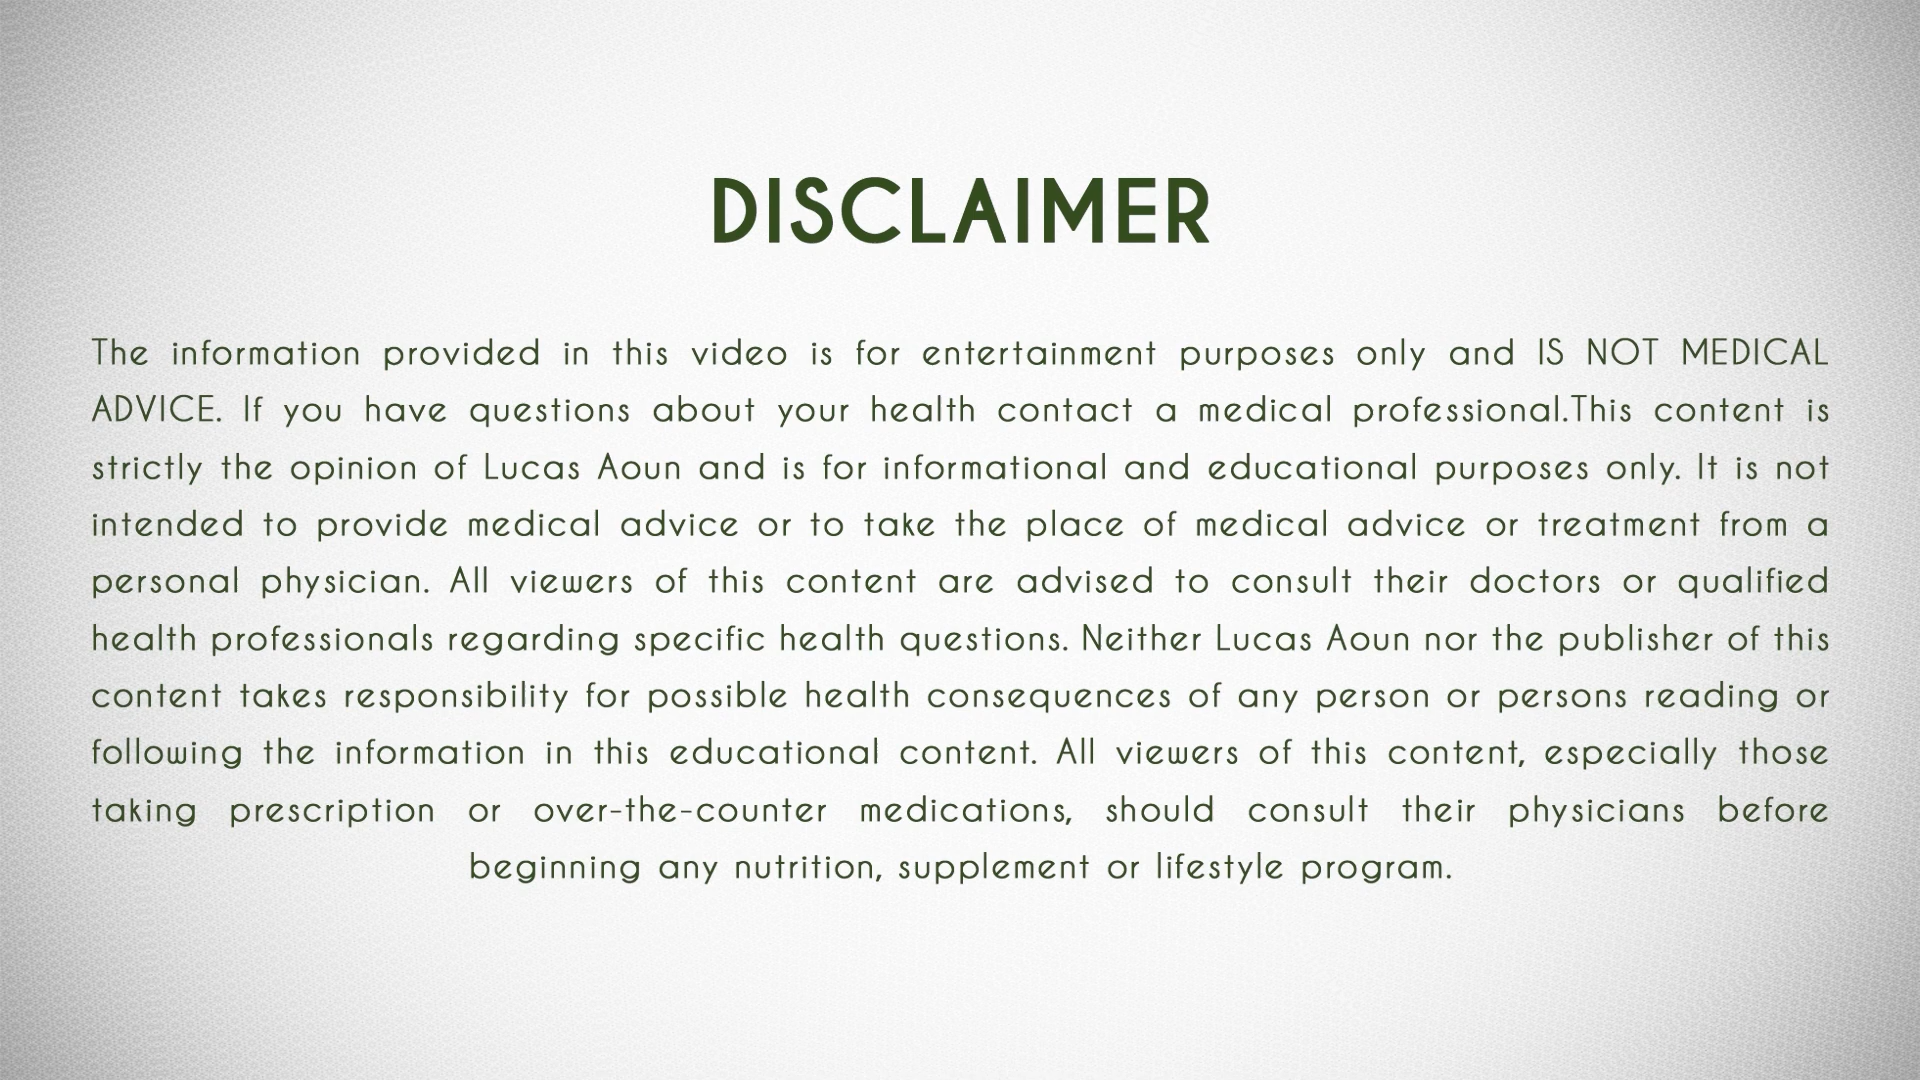 DISCLAIMER
The information provided in this video is for entertainment purposes only and IS NOT MEDICAL
ADVICE. If you have questions about your health contact a medical professional.This content is
strictly the opinion of Lucas Aoun and is for informational and educational purposes only. It is not
intended to provide medical advice or to take the place of medical advice or treatment from a
personal physician. All viewers of this content are advised to consult their doctors or qualified
health professionals regarding specific health questions. Neither Lucas Aoun nor the publisher of this
content takes responsibility for possible health consequences of any person or persons reading or
following the information in this educational content. All viewers of this content, especially those
taking prescription or over-the-counter medications, should consult their physicians before
beginning any nutrition, supplement or lifestyle program.